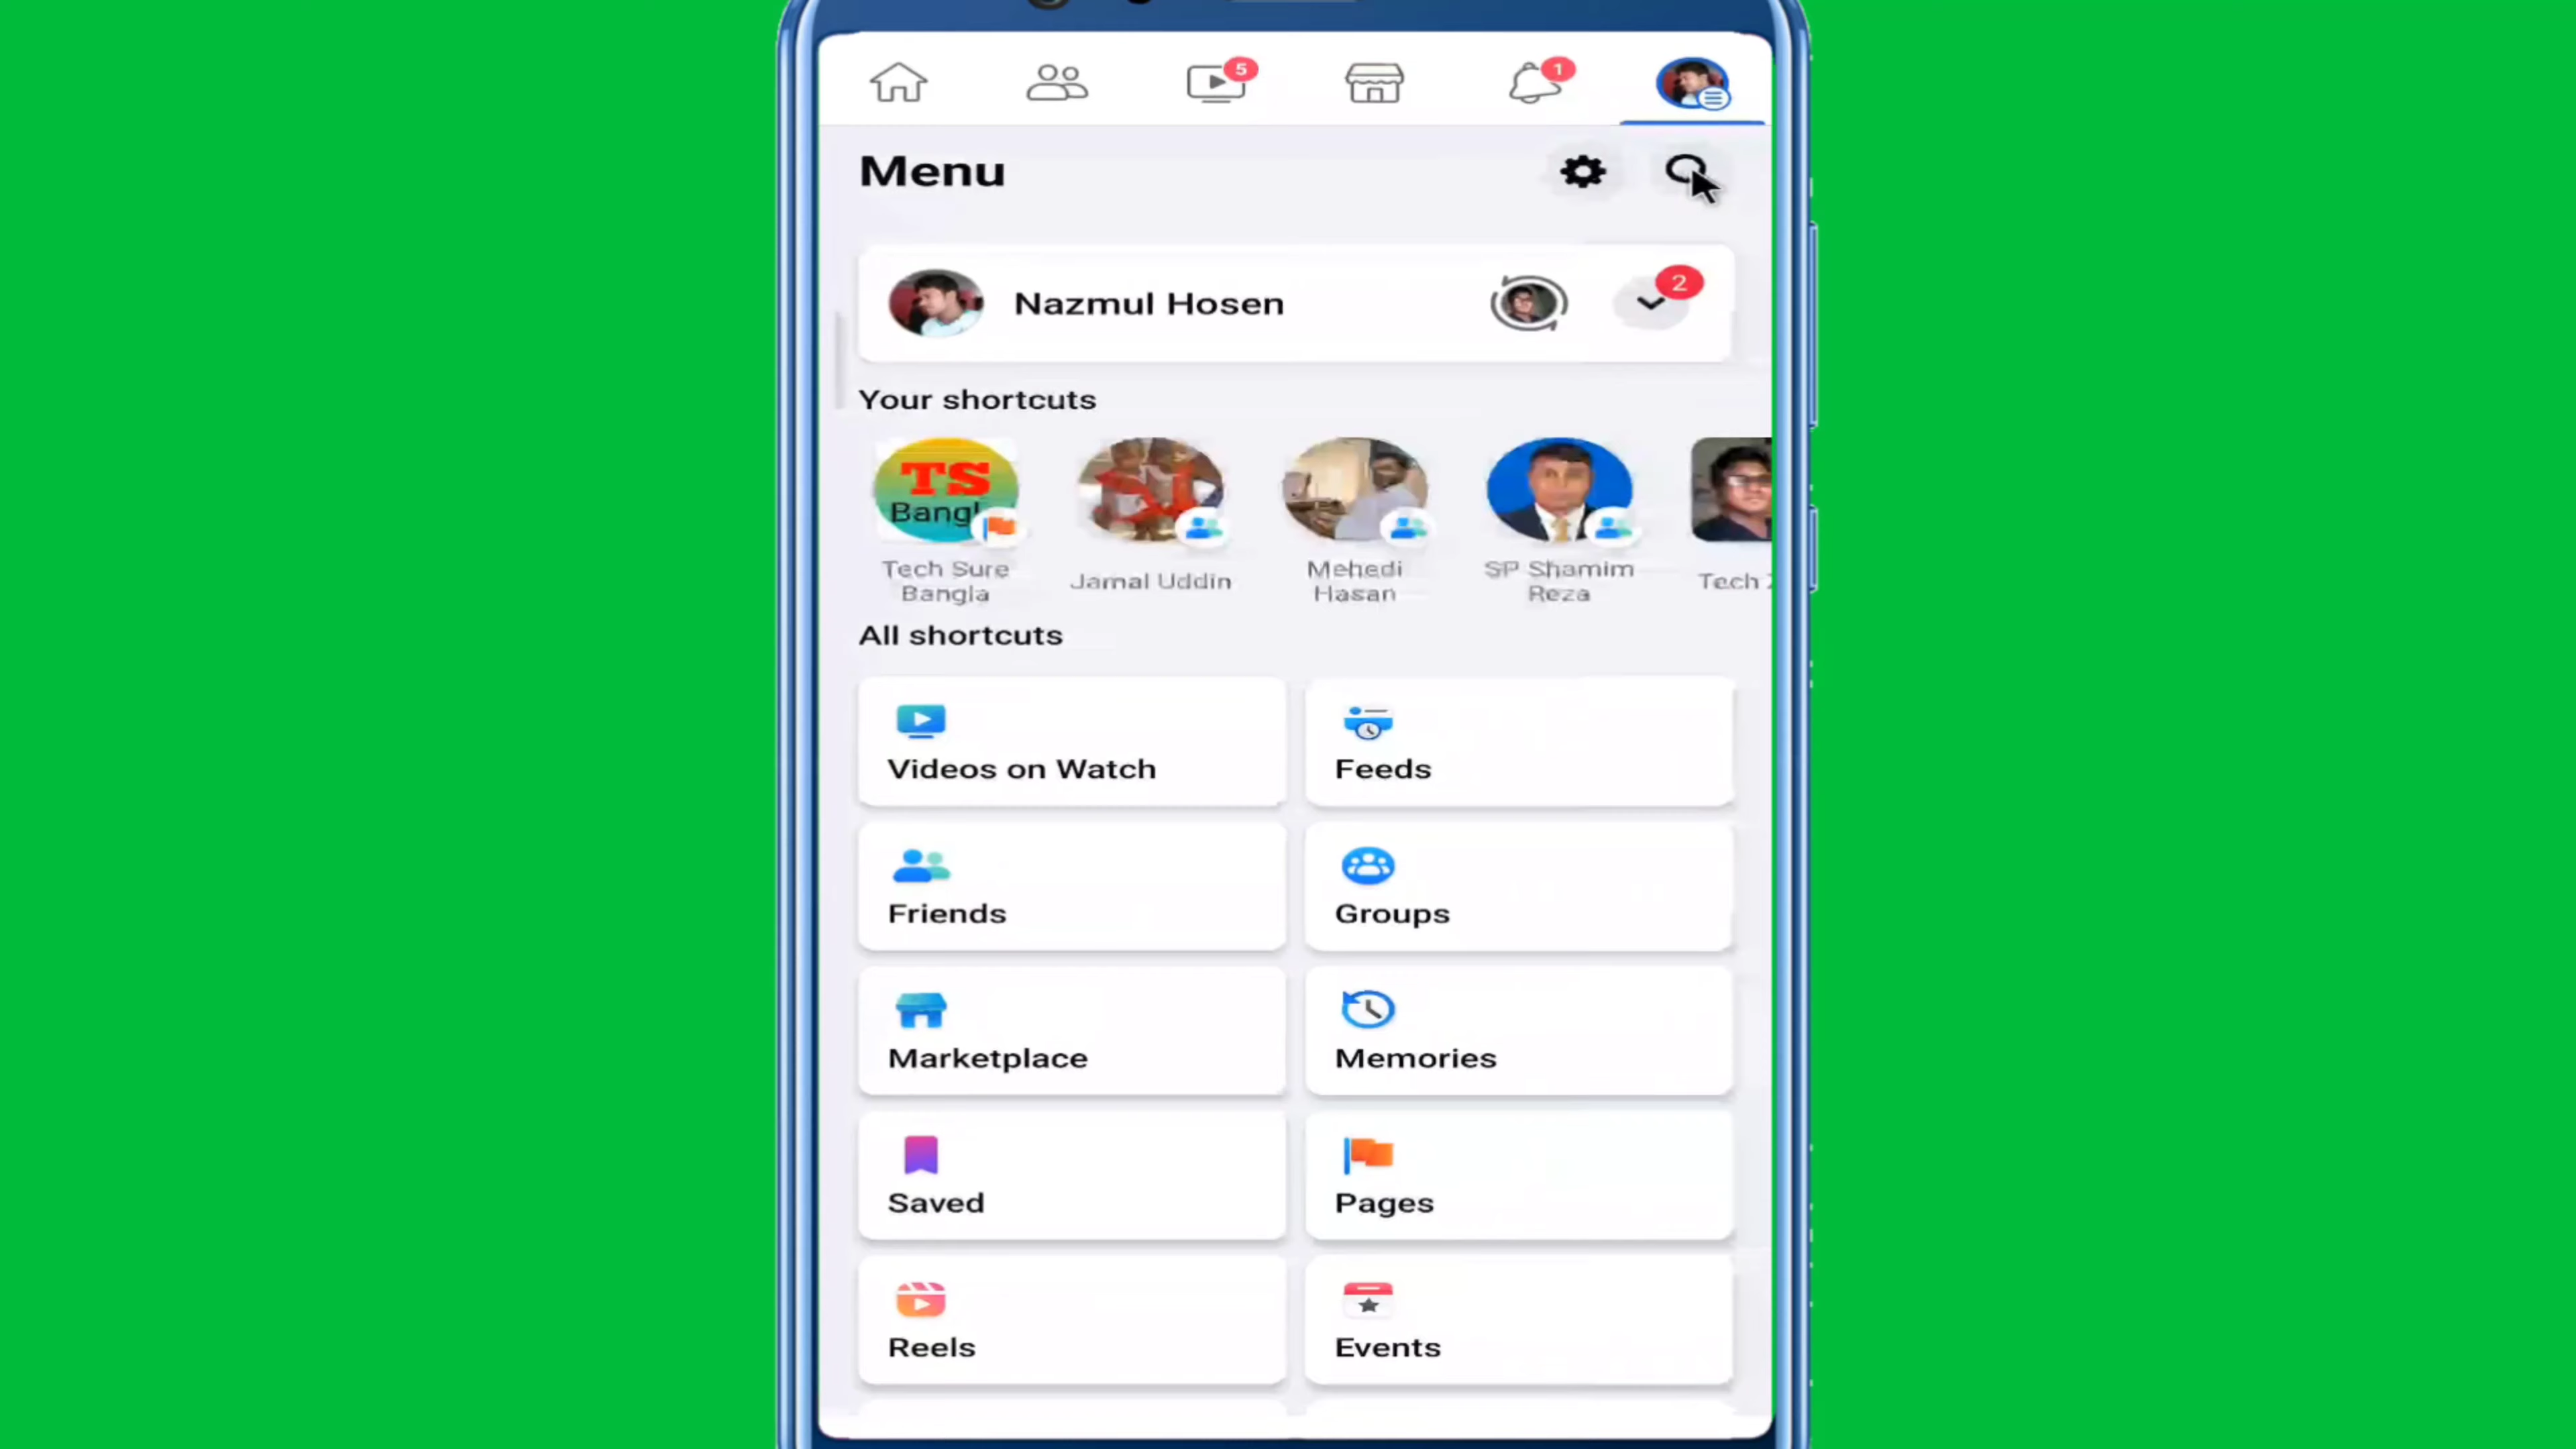 5
1
Menu
Nazmul Hosen
2
Your shortcuts
TS
Bangl
Tech Sure
Bangla
Jamal Uddin
Mehedi
Hasan
SP Shamim
Reza
Tech
All shortcuts
Videos on Watch
Feeds
Friends
Groups
Marketplace
Memories
Saved
Pages
Reels
Events